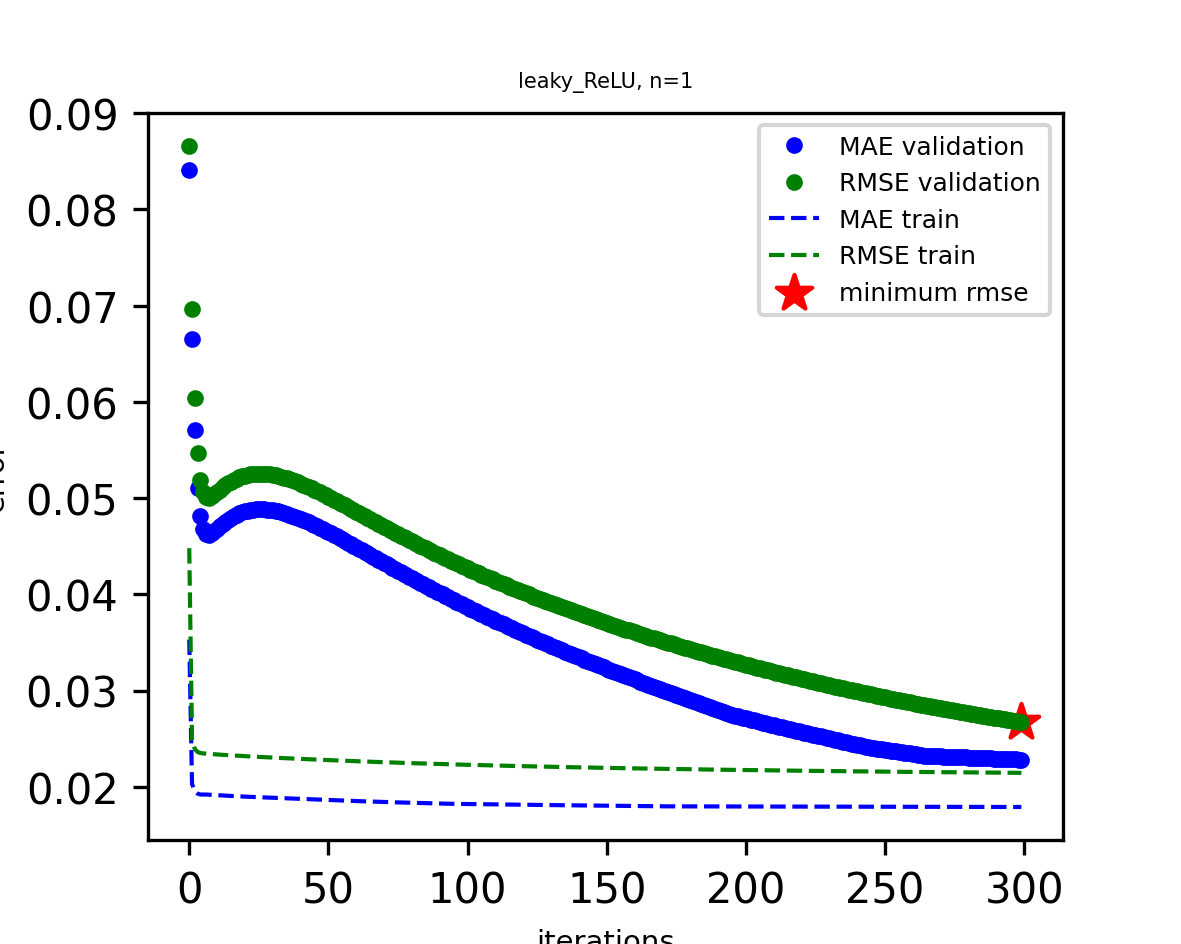 leaky_ReLU, n=1
0.09
0.08
0.07
0.06
0.05
0.04
0.03
0.02
MAE validation
RMSE validation
MAE train
RMSE train
minimum rmse
0 50 100 150 200 250 300
iterations